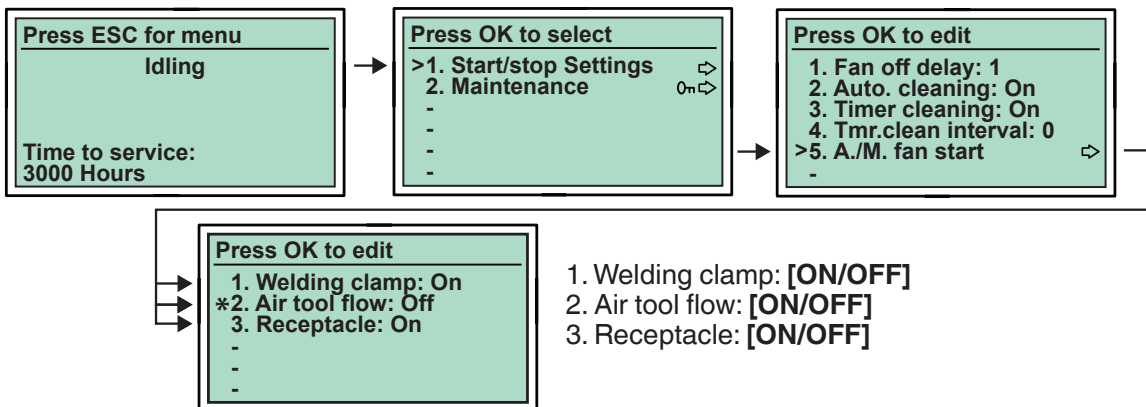 Press ESC for menu
Idling
Time to service:
3000 Hours
Press OK to select
>1. Start/stop Settings
2. Maintenance
-
-
-
-
Press OK to edit
1. Fan off delay: 1
2. Auto. cleaning: On
3. Timer cleaning: On
4. Tmr.clean interval: 0
>5. A./M. fan start
-
Press OK to edit
1. Welding clamp: On
*2. Air tool flow: Off
3. Receptacle: On
-
-
-
1. Welding clamp: [ON/OFF]
2. Air tool flow: [ON/OFF]
3. Receptacle: [ON/OFF]